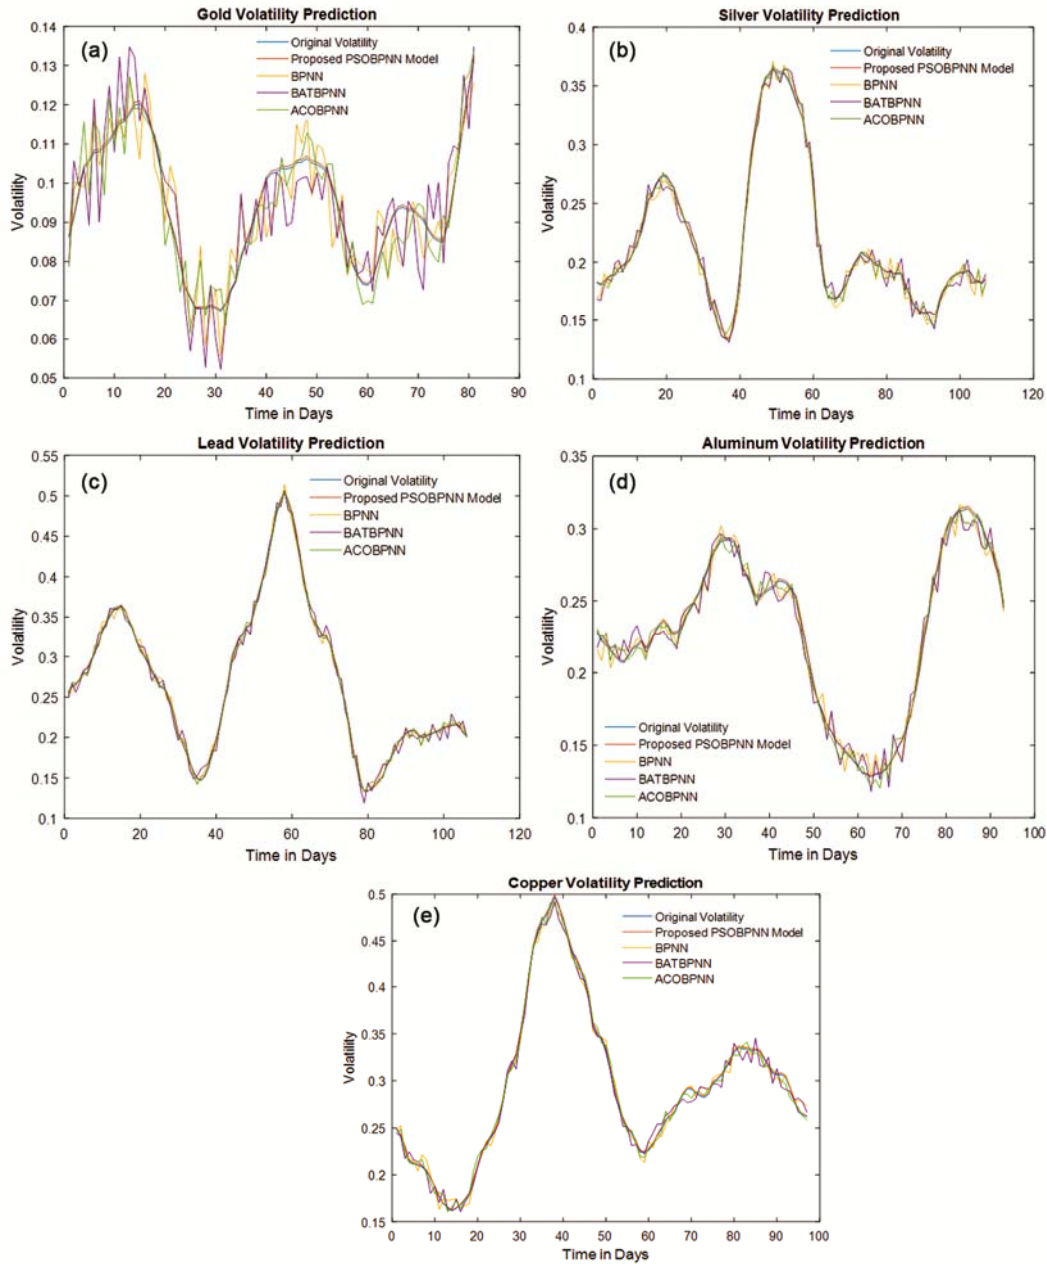 Gold Volatility Prediction
(a)
Original Volatility
Proposed PSOBPNN Model
BPNN
BATBPNN
ACOBPNN
0.14
0.13
0.12
0.11
0.1
0.09
0.08
0.07
0.06
0.05
Volatility
0 10 20 30 40 50 60 70 80 90
Time in Days
Silver Volatility Prediction
(b)
Original Volatility
Proposed PSOBPNN Model
BPNN
BATBPNN
ACOBPNN
0.4
0.35
0.3
0.25
0.2
0.15
0.1
Volatility
20 40 60 80 100 120
Time in Days
Lead Volatility Prediction
(c)
Original Volatility
Proposed PSOBPNN Model
BPNN
BATBPNN
ACOBPNN
0.55
0.5
0.45
0.4
0.35
0.3
0.25
0.2
0.15
0.1
Volatility
0 20 40 60 80 100 120
Time in Days
Aluminum Volatility Prediction
(d)
0.35
0.3
0.25
0.2
0.15
0.1
Volatility
Original Volatility
Proposed PSOBPNN Model
BPNN
BATBPNN
ACOBPNN
0 10 20 30 40 50 60 70 80 90 100
Time in Days
Copper Volatility Prediction
(e)
Original Volatility
Proposed PSOBPNN Model
BPNN
BATBPNN
ACOBPNN
0.5
0.45
0.4
0.35
0.3
0.25
0.2
0.15
Volatility
0 10 20 30 40 50 60 70 80 90 100
Time in Days